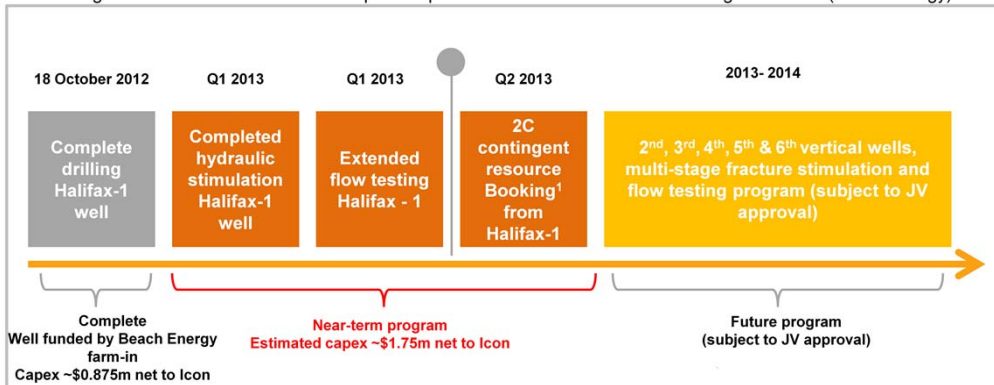 18 October 2012
Q1 2013
Q1 2013
Q2 2013
2013- 2014
Complete
drilling
Halifax-1
well
Completed
hydraulic
stimulation
Halifax-1
well
Extended
flow testing
Halifax - 1
2C
contingent
resource
Booking¹
from
Halifax-1
2nd, 3rd, 4th, 5th & 6th vertical wells,
multi-stage fracture stimulation and
flow testing program (subject to JV
approval)
Complete
Well funded by Beach Energy
farm-in
Capex ~$0.875m net to Icon
Near-term program
Estimated capex ~$1.75m net to Icon
Future program
(subject to JV approval)